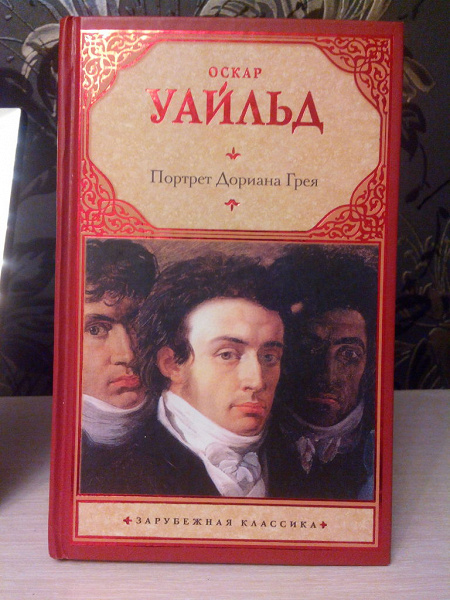 ОСКАР
УАЙЛЬД
Портрет Дориана Грея
ЗАРУБЕЖНАЯ КЛАССИКА